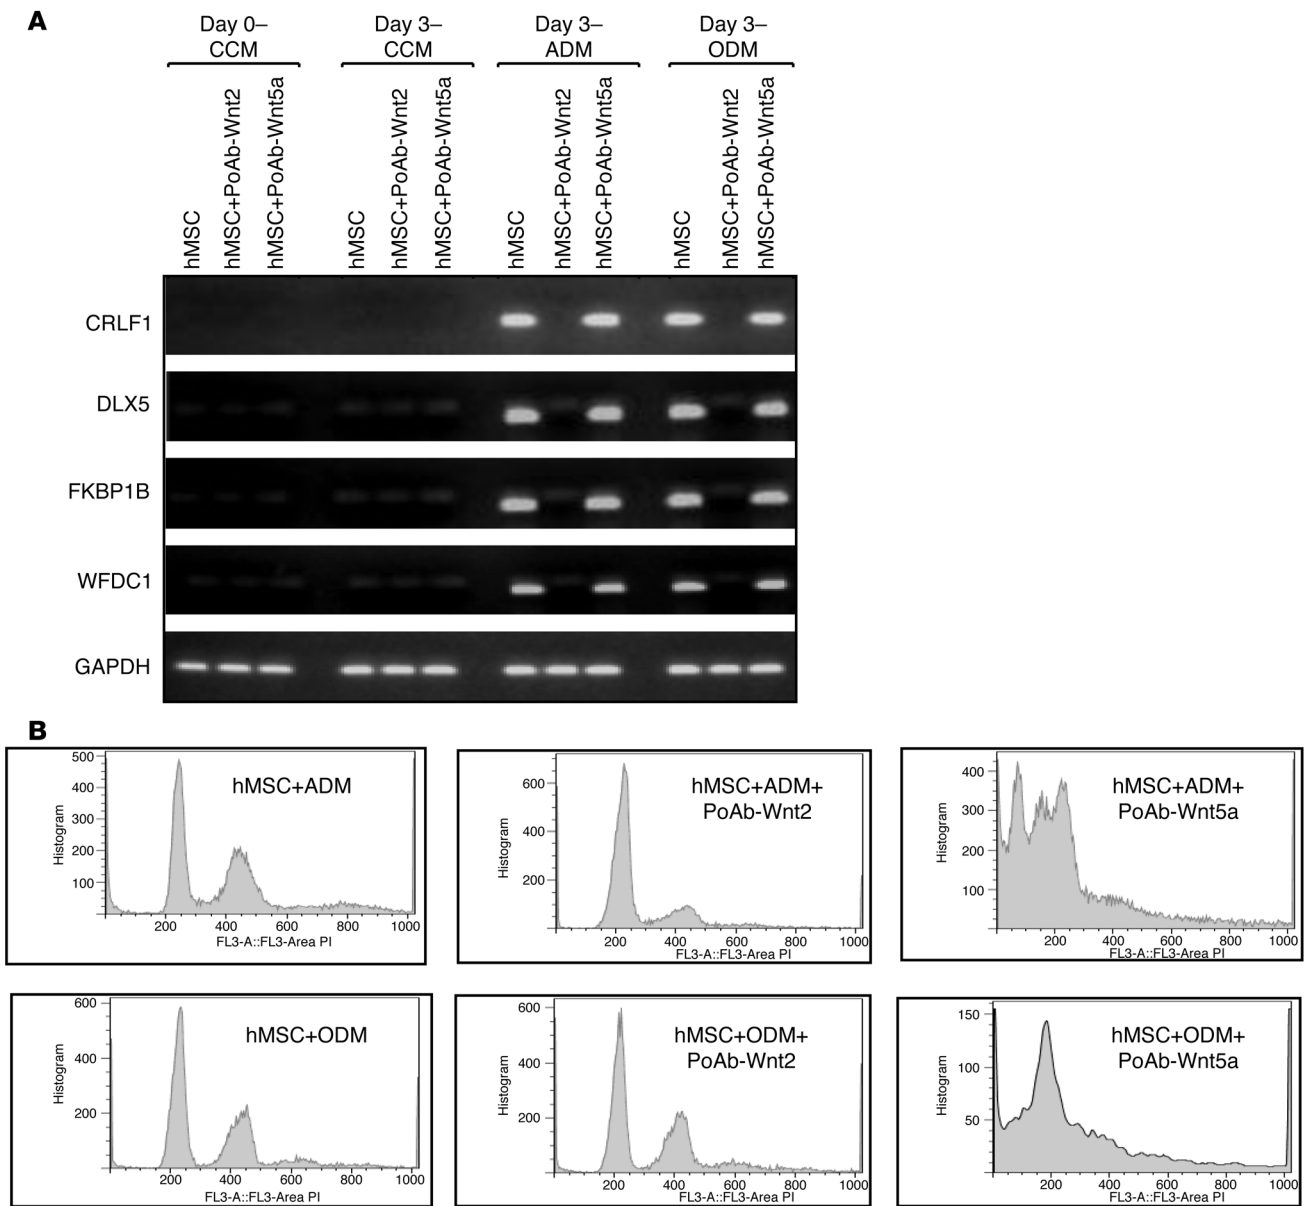 A
Day 0–
CCM
Day 3–
CCM
Day 3–
ADM
Day 3–
ODM
hMSC
hMSC+PoAb-Wnt2
hMSC+PoAb-Wnt5a
hMSC
hMSC+PoAb-Wnt2
hMSC+PoAb-Wnt5a
hMSC
hMSC+PoAb-Wnt2
hMSC+PoAb-Wnt5a
hMSC
hMSC+PoAb-Wnt2
hMSC+PoAb-Wnt5a
CRLF1
DLX5
FKBP1B
WFDC1
GAPDH
B
hMSC+ADM
Histogram
500
400
300
200
100
200 400 600 800 1000
FL3-A::FL3-Area PI
hMSC+ADM+
PoAb-Wnt2
Histogram
600
400
200
200 400 600 800 1000
FL3-A::FL3-Area PI
hMSC+ADM+
PoAb-Wnt5a
Histogram
400
300
200
100
200 400 600 800 1000
FL3-A::FL3-Area PI
hMSC+ODM
Histogram
600
400
200
200 400 600 800 1000
FL3-A::FL3-Area PI
hMSC+ODM+
PoAb-Wnt2
Histogram
600
400
200
200 400 600 800 1000
FL3-A::FL3-Area PI
hMSC+ODM+
PoAb-Wnt5a
Histogram
150
100
50
200 400 600 800 1000
FL3-A::FL3-Area PI